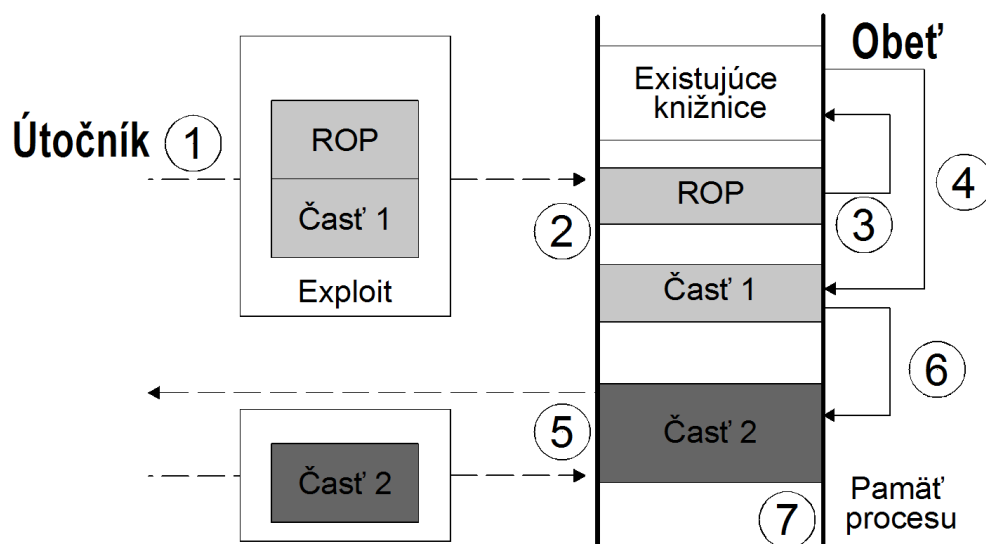 Útočník
1
ROP
Časť 1
Exploit
2
Obeť
Existujúce
knižnice
ROP
3
4
Časť 1
6
5
Časť 2
Časť 2
7
Pamäť
procesu